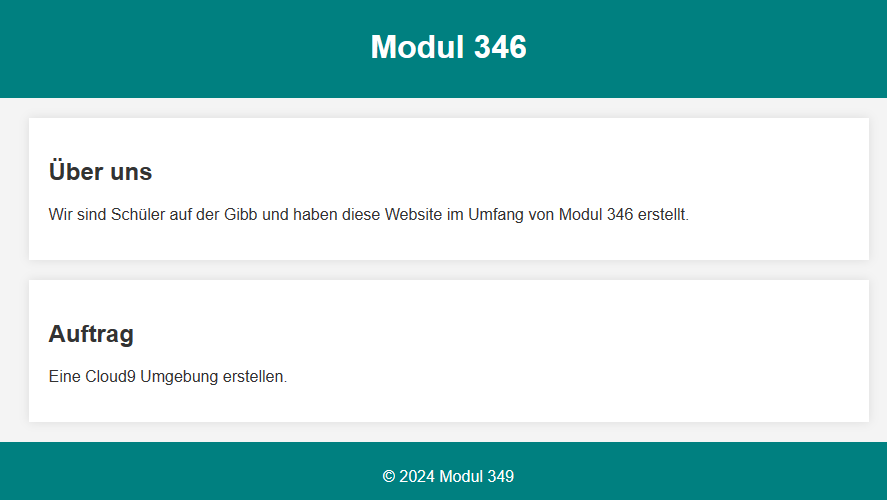 Modul 346
Über uns
Wir sind Schüler auf der Gibb und haben diese Website im Umfang von Modul 346 erstellt.
Auftrag
Eine Cloud9 Umgebung erstellen.
© 2024 Modul 349